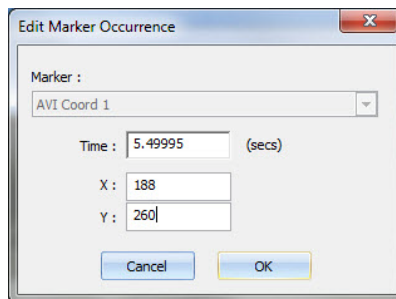 Edit Marker Occurrence
Marker :
AVI Coord 1
Time : 5.49995 (secs)
X : 188
Y : 260
Cancel OK